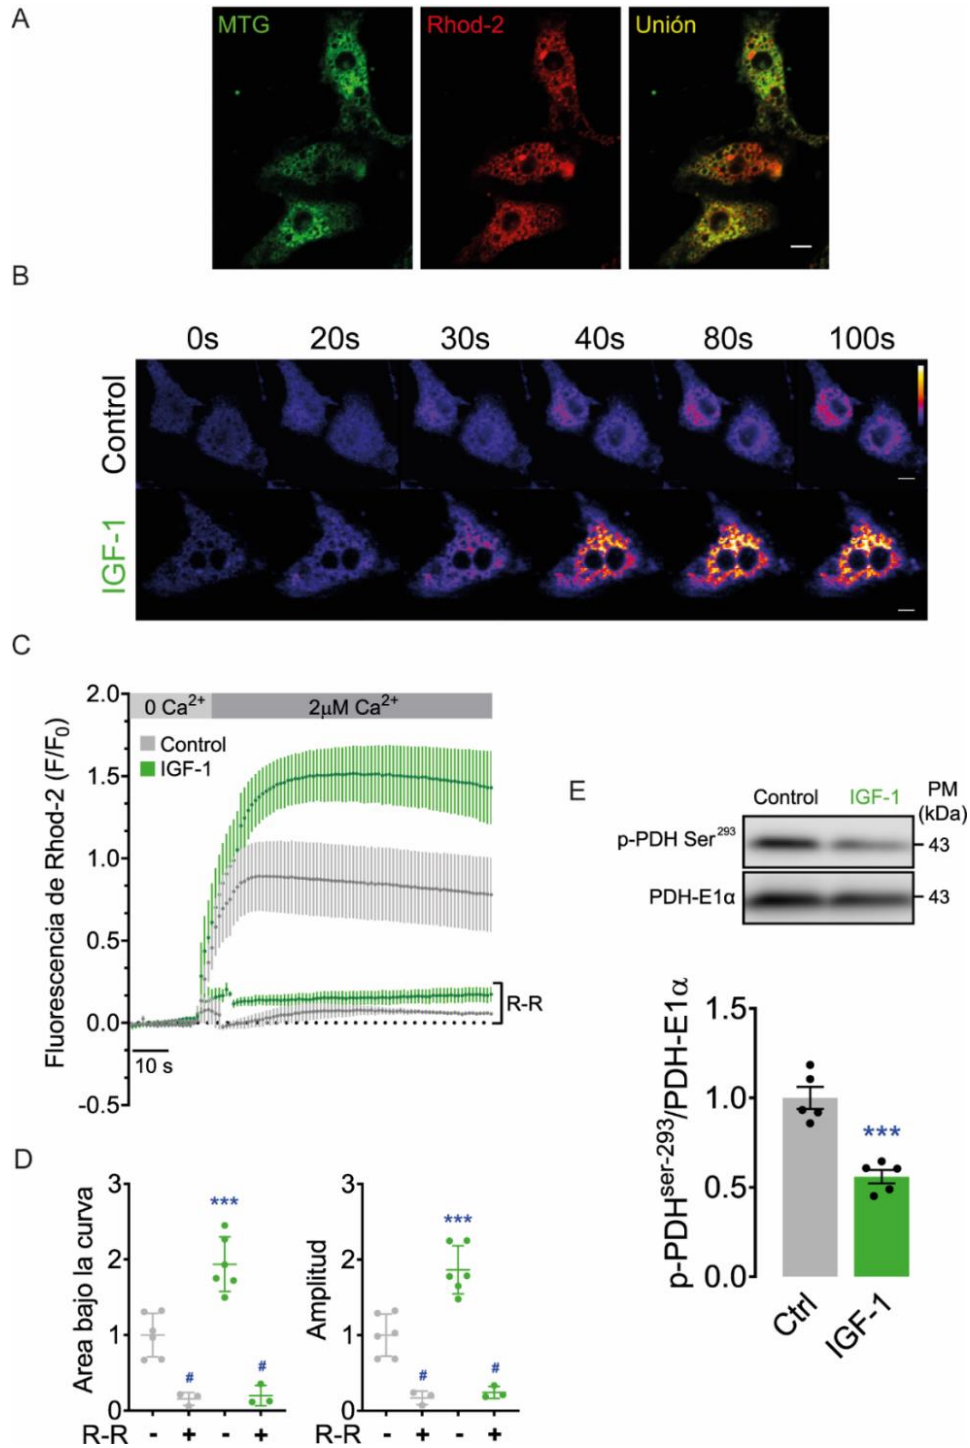 A
MTG
Rhod-2
Unión
B
0s 20s 30s 40s 80s 100s
Control
IGF-1
C
Fluorescencia de Rhod-2 (F/F₀)
2.0
1.5
1.0
0.5
0.0
-0.5
0 Ca²⁺
2μM Ca²⁺
Control
IGF-1
R-R
10 s
D
Area bajo la curva
3
2
1
0
***
#
#
R-R - + - +
Amplitud
3
2
1
0
***
#
#
R-R - + - +
E
Control IGF-1 PM
(kDa)
p-PDH Ser²⁹³ 43
PDH-E1α 43
p-PDHˢᵉʳ⁻²⁹³/PDH-E1α
1.5
1.0
0.5
0.0
***
Ctrl
IGF-1